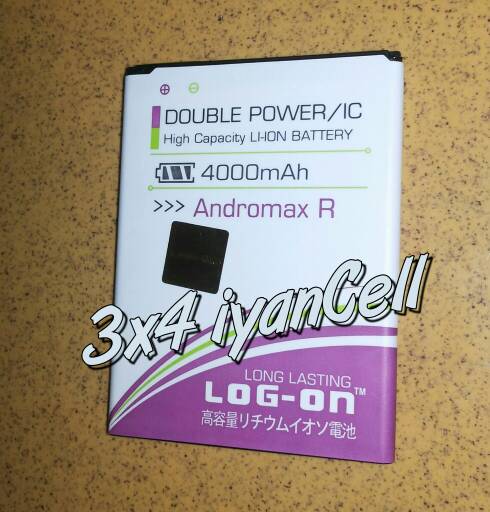 ⊕ ⊖
DOUBLE POWER/IC
High Capacity LI-ION BATTERY
4000mAh
>>> Andromax R
3x4 iyanCell
LONG LASTING
LOG-ON™
高容量リチウムイオソ電池